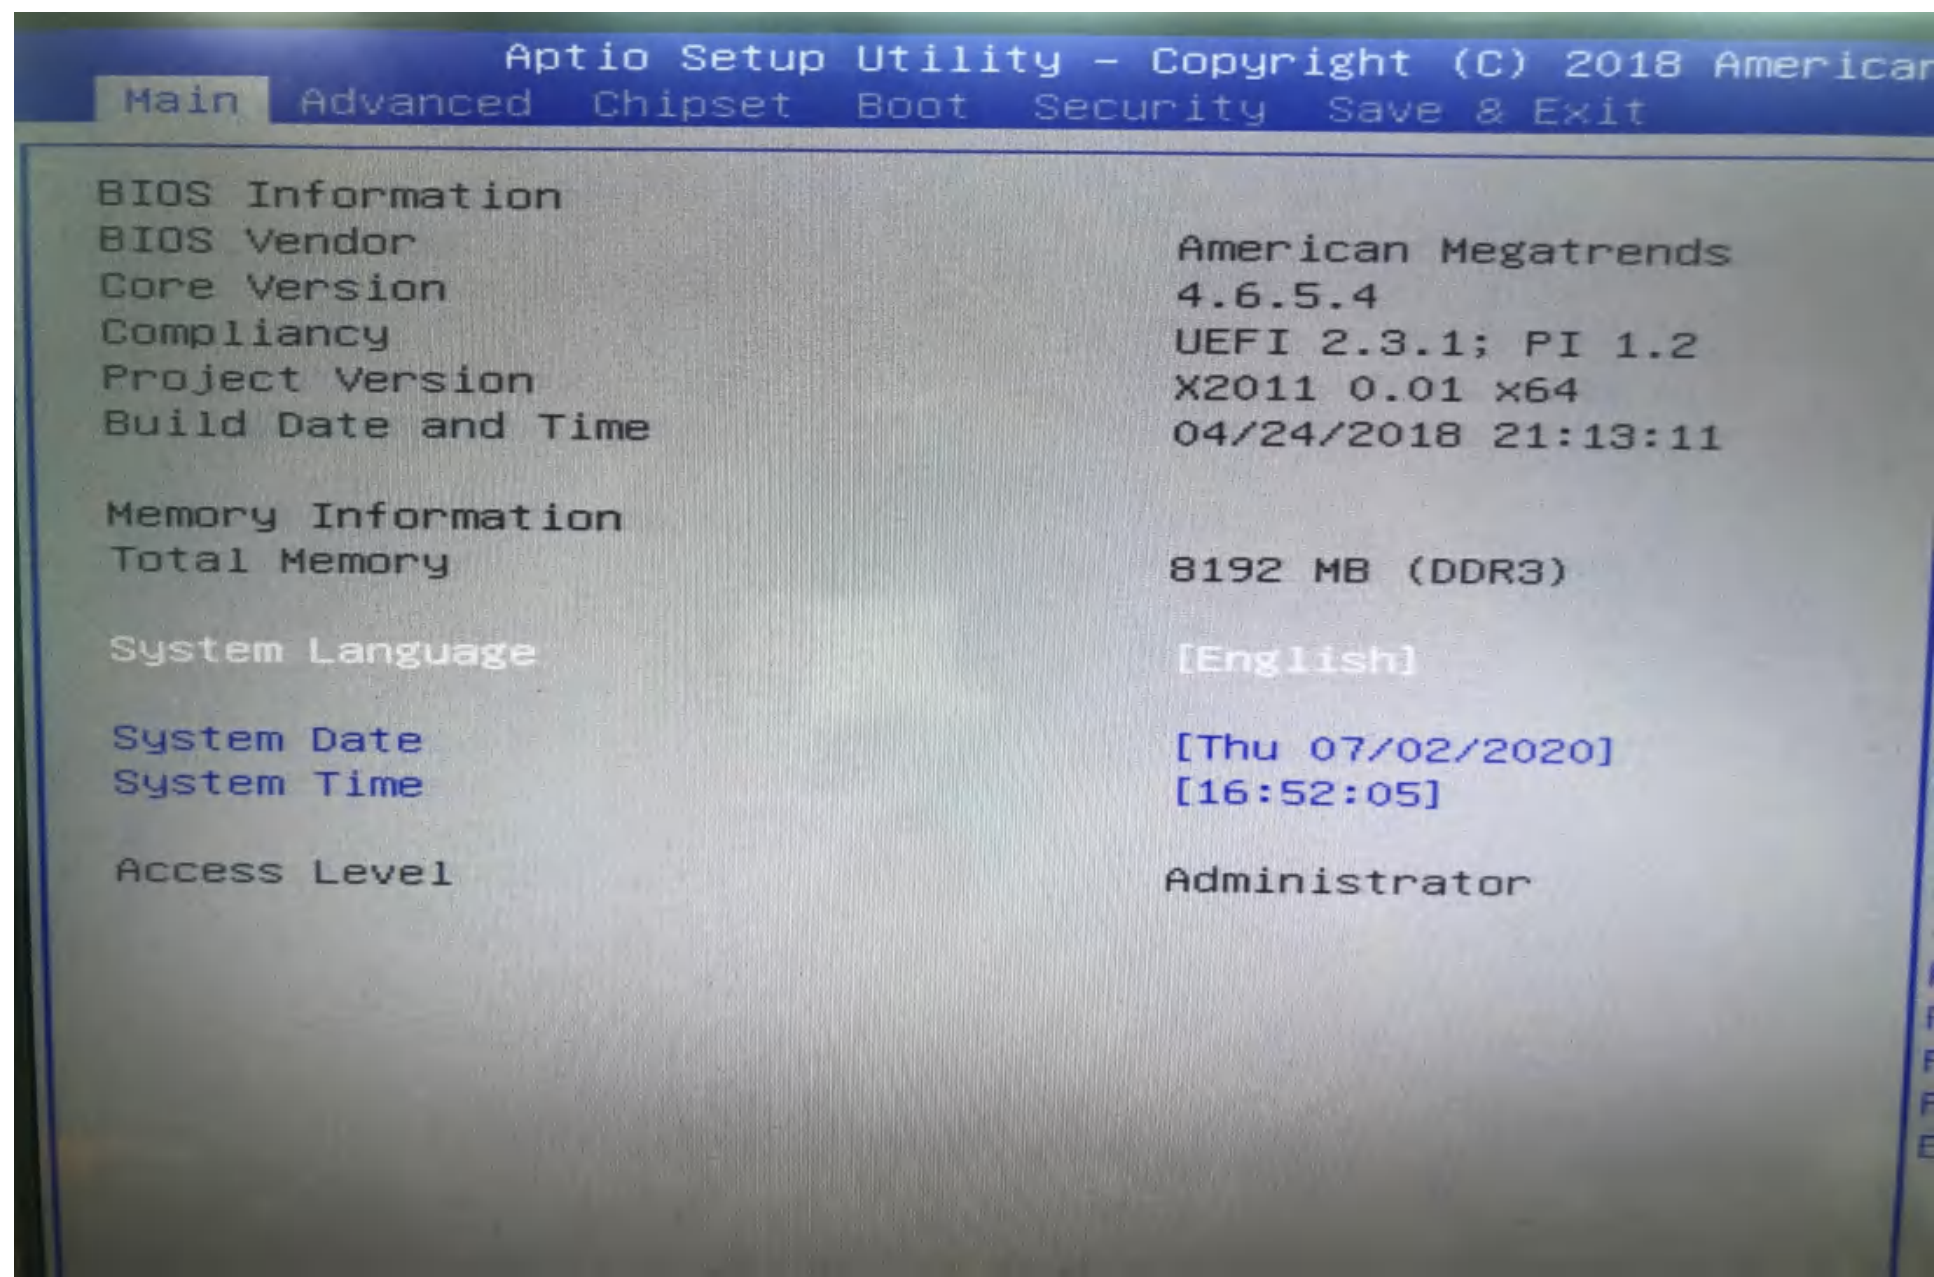 Aptio Setup Utility – Copyright (C) 2018 American
Main Advanced Chipset Boot Security Save & Exit
BIOS Information
BIOS Vendor American Megatrends
Core Version 4.6.5.4
Compliancy UEFI 2.3.1; PI 1.2
Project Version X2011 0.01 x64
Build Date and Time 04/24/2018 21:13:11
Memory Information
Total Memory 8192 MB (DDR3)
System Language [English]
System Date [Thu 07/02/2020]
System Time [16:52:05]
Access Level Administrator